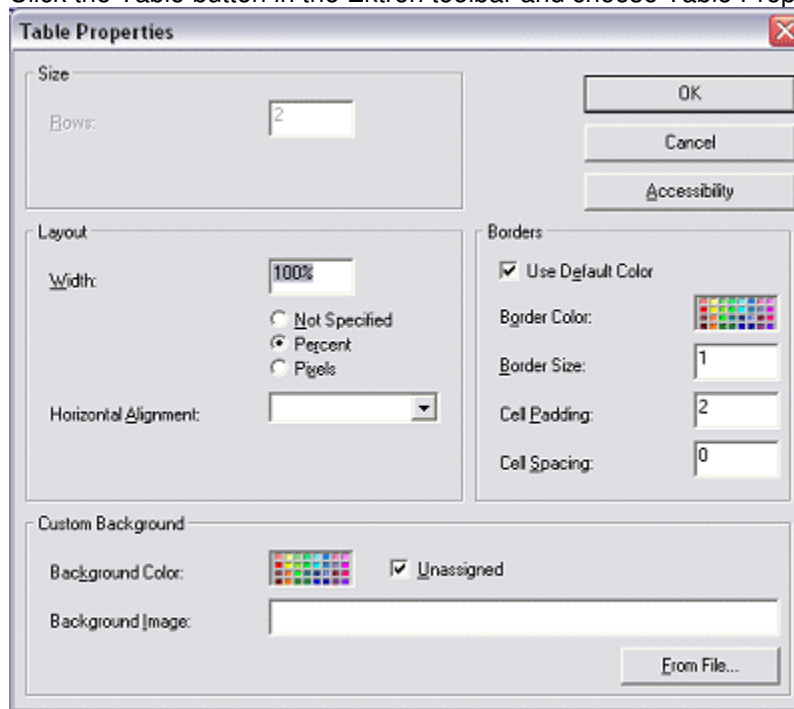 Click the Table button in the Ektron toolbar and choose Table Prop
Table Properties
Size
Rows:
2
OK
Cancel
Accessibility
Layout
Width:
100%
Not Specified
Percent
Pixels
Horizontal Alignment:
Borders
Use Default Color
Border Color:
Border Size:
1
Cell Padding:
2
Cell Spacing:
0
Custom Background
Background Color:
Unassigned
Background Image:
From File...